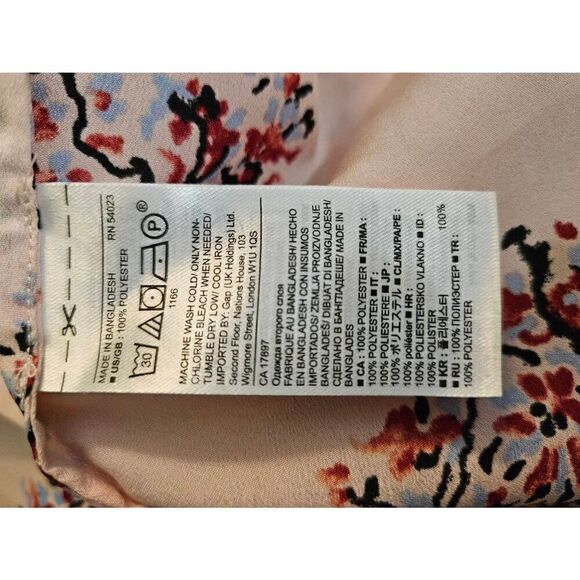 MADE IN BANGLADESH RN 54023
■ US/GB : 100% POLYESTER
30 P
1166
MACHINE WASH COLD/ ONLY NON-
CHLORINE BLEACH WHEN NEEDED/
TUMBLE DRY LOW/ COOL IRON
IMPORTED BY: Gap (UK Holdings) Ltd.
Second Floor, Nations House, 103
Wigmore Street, London W1U 1QS
CA 17897
Одежда второго слоя
FABRIQUÉ AU BANGLADESH/ HECHO
EN BANGLADESH CON INSUMOS
IMPORTADOS/ ZEMLJA PROIZVODNJE
BANGLADEŠ/ DIBUAT DI BANGLADESH/
СДЕЛАНО В БАНГЛАДЕШЕ/ MADE IN
BANGLADES
■ CA : 100% POLYESTER ■ FR/MA :
100% POLYESTER ■ IT :
100% POLIESTERE ■ JP :
100% ポリエステル ■ CL/MX/PA/PE :
100% poliéster ■ HR :
100% POLIESTERSKO VLAKNO ■ ID :
100% POLIESTER
■ KR : 폴리에스터 100%
■ RU : 100% ПОЛИЭСТЕР ■ TR :
100% POLYESTER